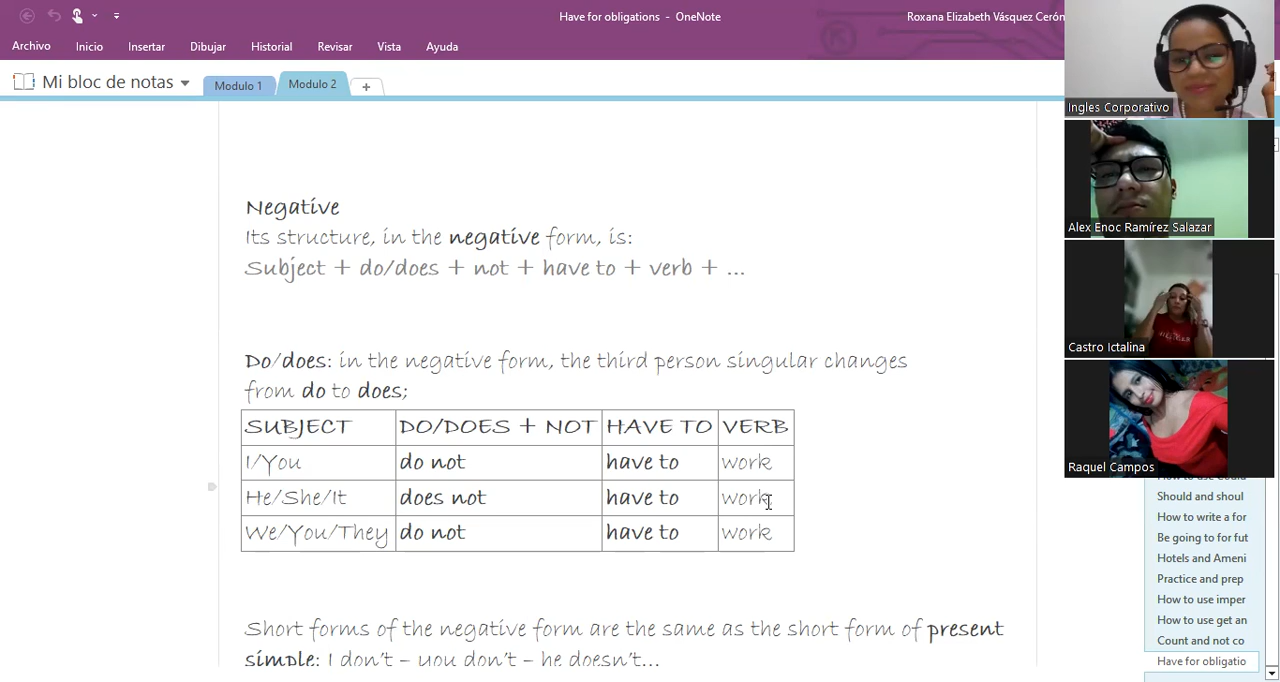 Have for obligations - OneNote
Roxana Elizabeth Vásquez Cerón
Archivo Inicio Insertar Dibujar Historial Revisar Vista Ayuda
Mi bloc de notas
Modulo 1
Modulo 2
+
Negative
Its structure, in the negative form, is:
Subject + do/does + not + have to + verb + ...
Do/does: in the negative form, the third person singular changes
from do to does;
SUBJECT DO/DOES + NOT HAVE TO VERB
I/You do not have to work
He/She/It does not have to work
We/You/They do not have to work
Short forms of the negative form are the same as the short form of present
simple: I don't – you don't – he doesn't...
Ingles Corporativo
Alex Enoc Ramírez Salazar
Castro Ictalina
Raquel Campos
How to use Could
Should and shoul
How to write a for
Be going to for fut
Hotels and Ameni
Practice and prep
How to use imper
How to use get an
Count and not co
Have for obligatio